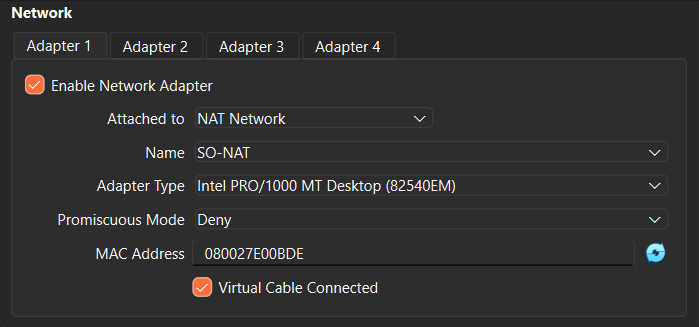 Network
Adapter 1 Adapter 2 Adapter 3 Adapter 4
Enable Network Adapter
Attached to NAT Network
Name SO-NAT
Adapter Type Intel PRO/1000 MT Desktop (82540EM)
Promiscuous Mode Deny
MAC Address 080027E00BDE
Virtual Cable Connected